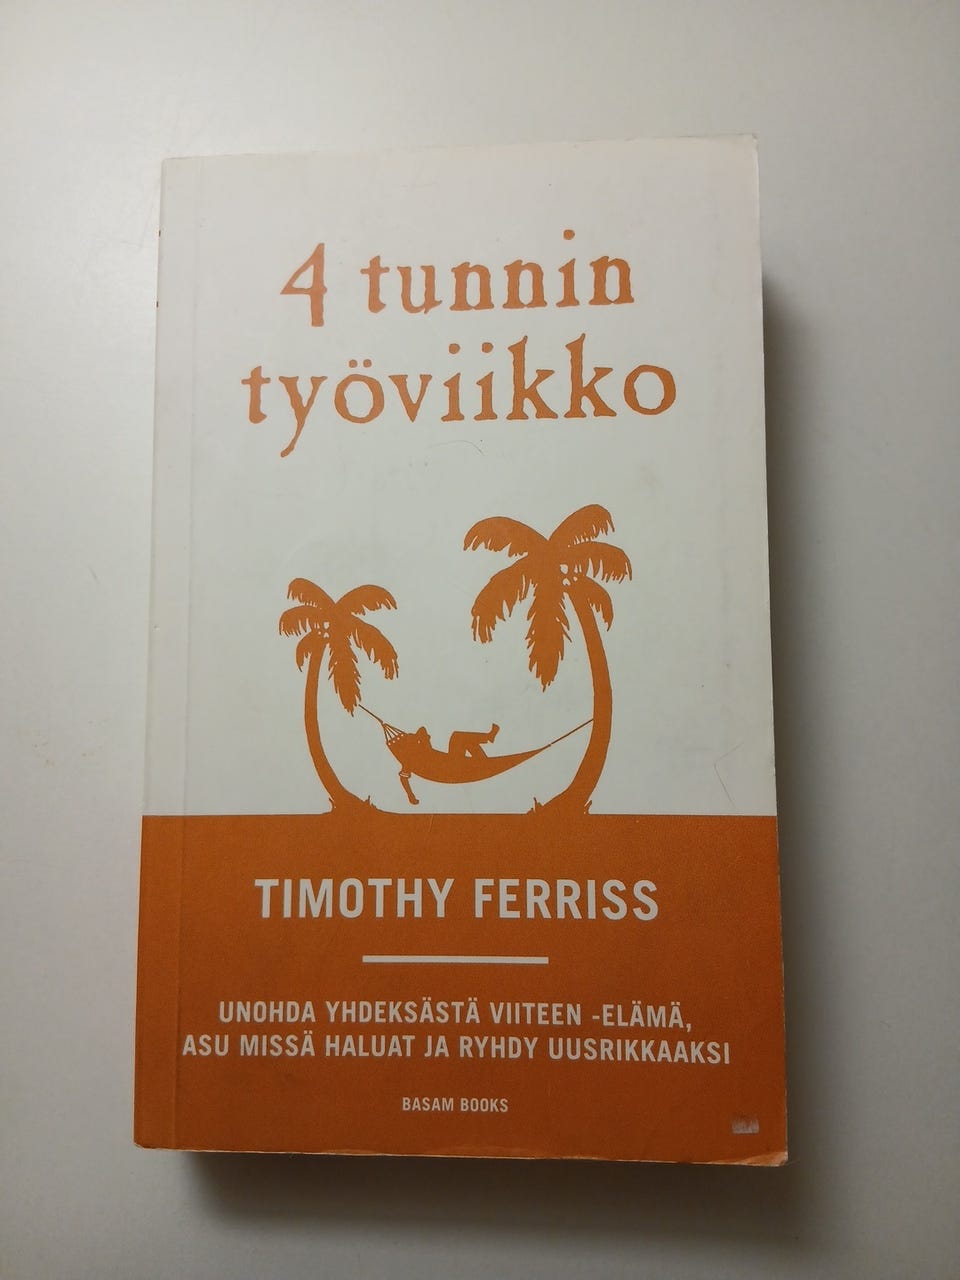 4 tunnin
työviikko
TIMOTHY FERRISS
UNOHDA YHDEKSÄSTÄ VIITEEN -ELÄMÄ,
ASU MISSÄ HALUAT JA RYHDY UUSRIKKAAKSI
BASAM BOOKS